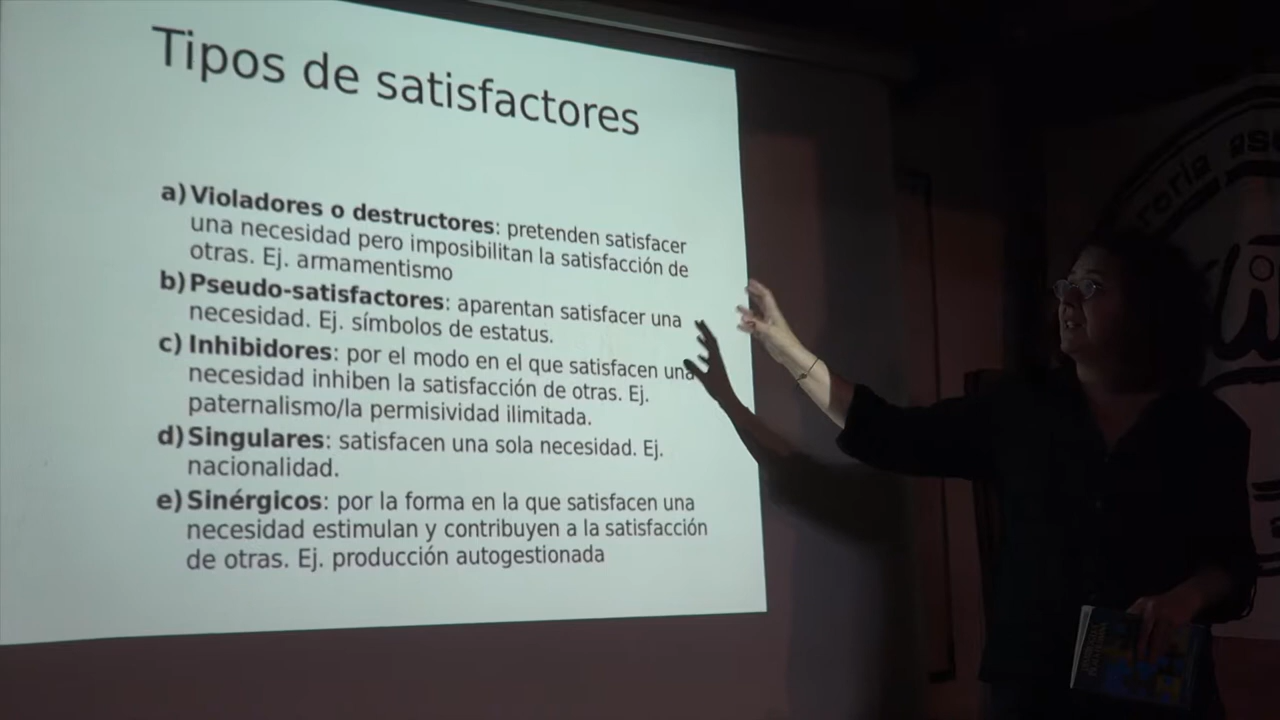 Tipos de satisfactores
a) Violadores o destructores: pretenden satisfacer
una necesidad pero imposibilitan la satisfacción de
otras. Ej. armamentismo
b) Pseudo-satisfactores: aparentan satisfacer una
necesidad. Ej. símbolos de estatus.
c) Inhibidores: por el modo en el que satisfacen una
necesidad inhiben la satisfacción de otras. Ej.
paternalismo/la permisividad ilimitada.
d) Singulares: satisfacen una sola necesidad. Ej.
nacionalidad.
e) Sinérgicos: por la forma en la que satisfacen una
necesidad estimulan y contribuyen a la satisfacción
de otras. Ej. producción autogestionada